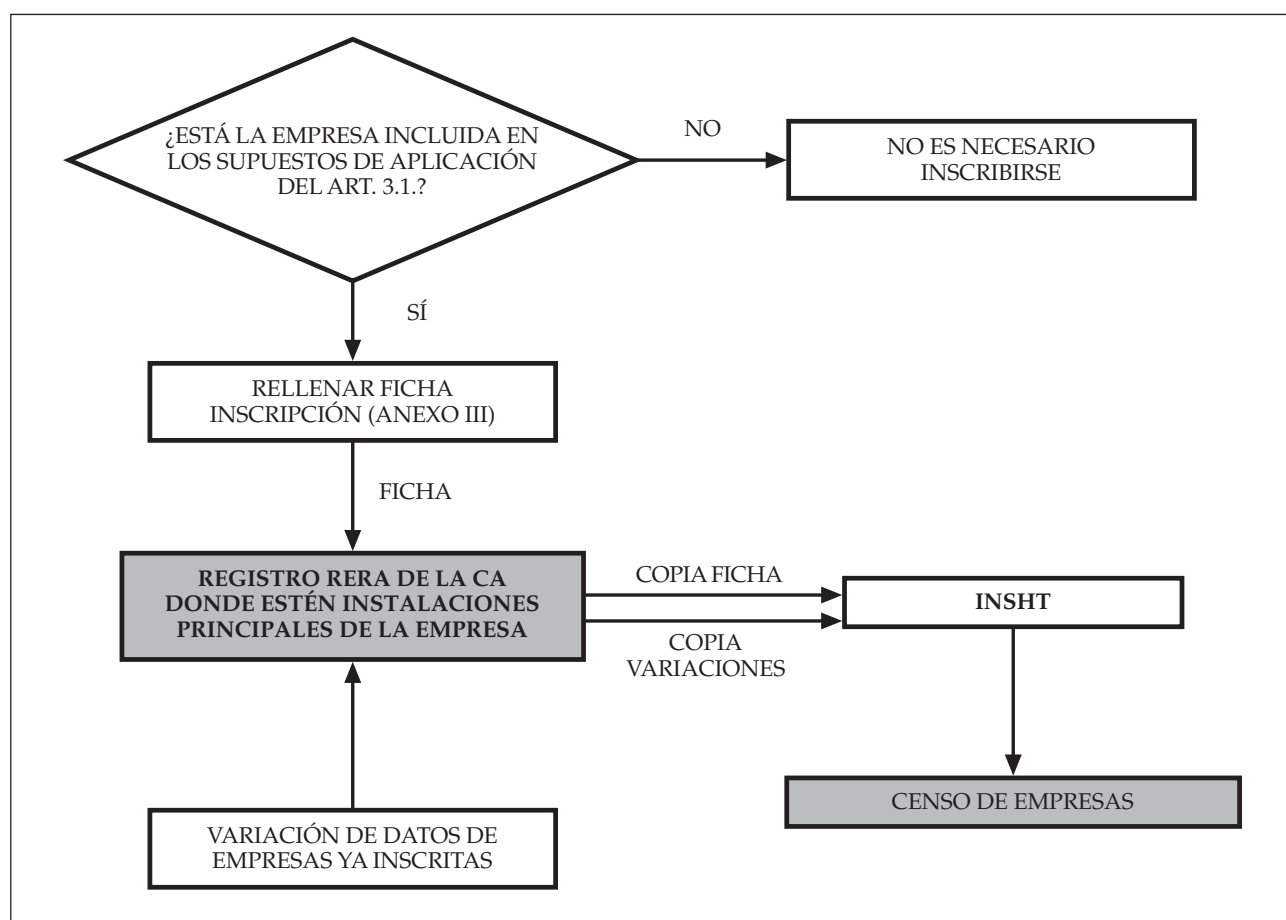 ¿ESTÁ LA EMPRESA INCLUIDA EN
LOS SUPUESTOS DE APLICACIÓN
DEL ART. 3.1.?
NO
NO ES NECESARIO
INSCRIBIRSE
SÍ
RELLENAR FICHA
INSCRIPCIÓN (ANEXO III)
FICHA
REGISTRO RERA DE LA CA
DONDE ESTÉN INSTALACIONES
PRINCIPALES DE LA EMPRESA
COPIA FICHA
COPIA
VARIACIONES
INSHT
CENSO DE EMPRESAS
VARIACIÓN DE DATOS DE
EMPRESAS YA INSCRITAS